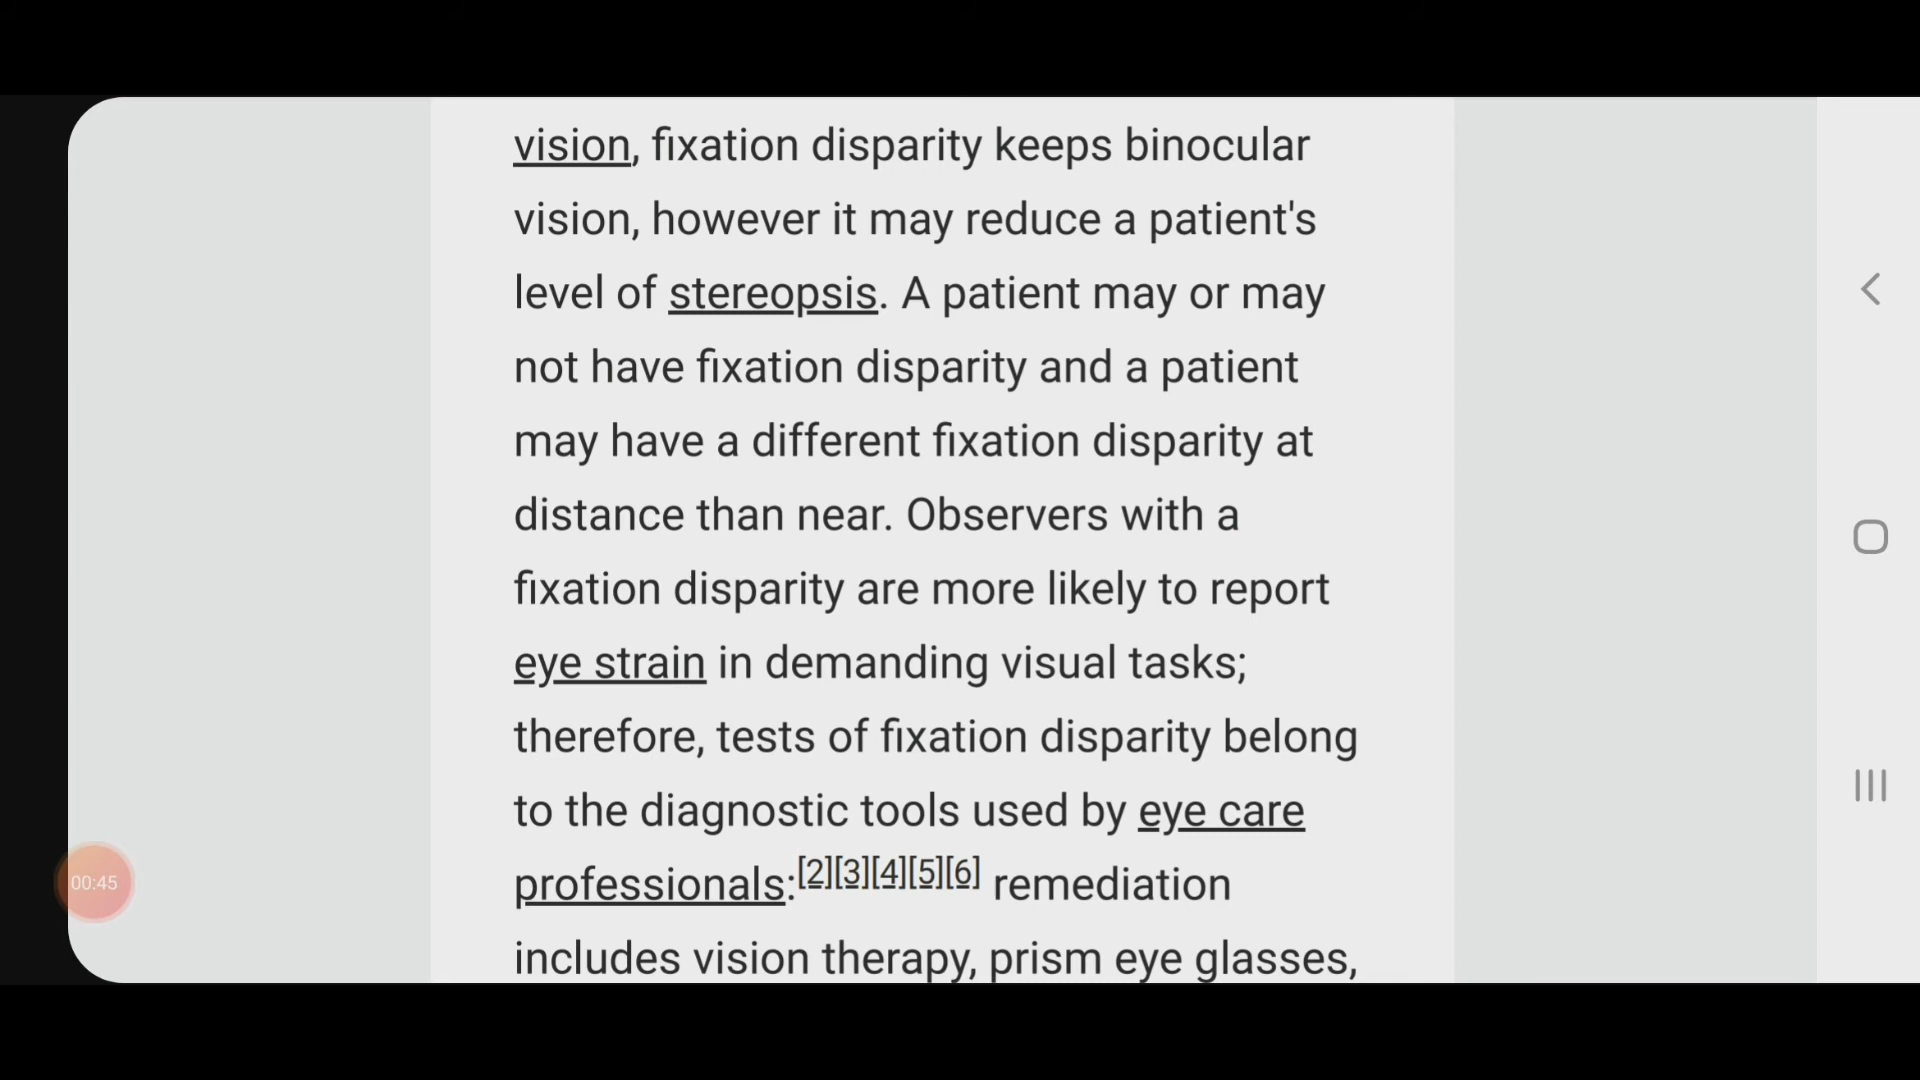 vision, fixation disparity keeps binocular
vision, however it may reduce a patient's
level of stereopsis. A patient may or may
not have fixation disparity and a patient
may have a different fixation disparity at
distance than near. Observers with a
fixation disparity are more likely to report
eye strain in demanding visual tasks;
therefore, tests of fixation disparity belong
to the diagnostic tools used by eye care
professionals:[2][3][4][5][6] remediation
includes vision therapy, prism eye glasses,
00:45